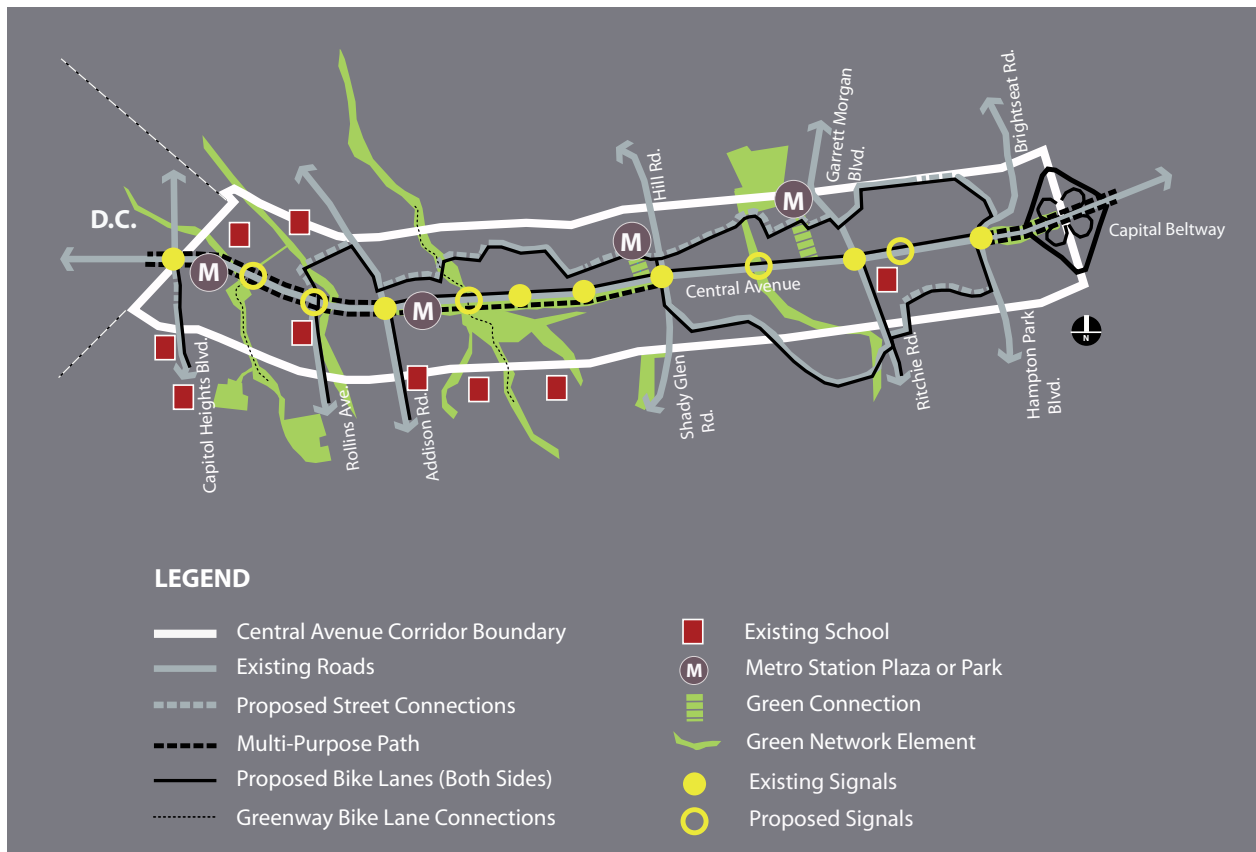 D.C.
M
M
M
M
Capitol Heights Blvd.
Rollins Ave.
Addison Rd.
Hill Rd.
Shady Glen
Rd.
Central Avenue
Garrett Morgan
Blvd.
Ritchie Rd.
Brightseat Rd.
Hampton Park
Blvd.
Capital Beltway
N
LEGEND
Central Avenue Corridor Boundary
Existing Roads
Proposed Street Connections
Multi-Purpose Path
Proposed Bike Lanes (Both Sides)
Greenway Bike Lane Connections
Existing School
M
Metro Station Plaza or Park
Green Connection
Green Network Element
Existing Signals
Proposed Signals